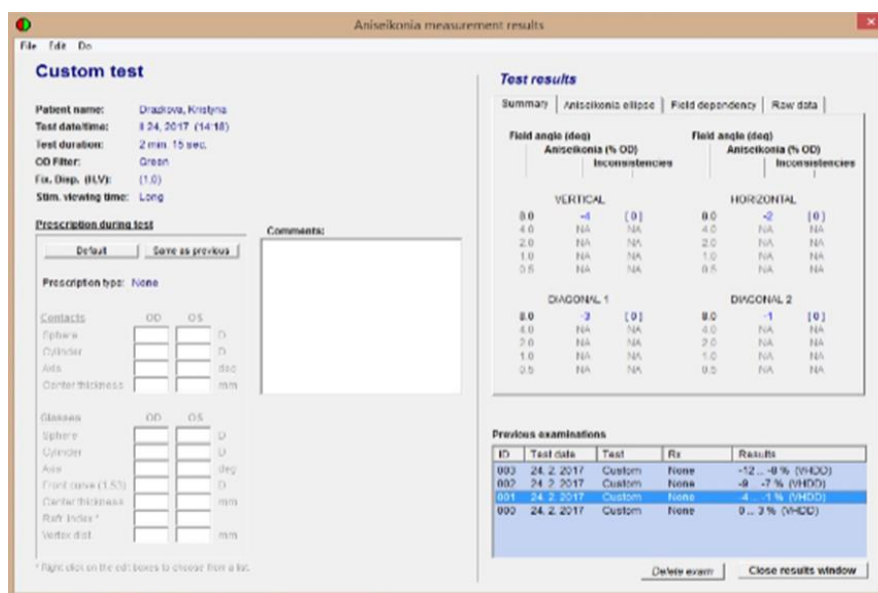 Aniseikonia measurement results
File Edit Do
Custom test
Patient name: Drazkova, Kristyna
Test date/time: II 24, 2017 (14:18)
Test duration: 2 min. 15 sec.
OD Filter: Green
Fix. Disp. (ILV): (1,0)
Stim. viewing time: Long
Prescription during test
Default Same as previous
Prescription type: None
Contacts OD OS
Sphere D
Cylinder D
Axis deg
Center thickness mm
Glasses OD OS
Sphere D
Cylinder D
Axis deg
Front curve (1.53) D
Center thickness mm
Refr. Index *
Vertex dist. mm
* Right click on the edit boxes to choose from a list.
Comments:
Test results
Summary Aniseikonia ellipse Field dependency Raw data
Field angle (deg) Field angle (deg)
Aniseikonia (% OD) Aniseikonia (% OD)
Inconsistencies Inconsistencies
VERTICAL HORIZONTAL
8.0 -4 [0] 8.0 -2 [0]
4.0 NA NA 4.0 NA NA
2.0 NA NA 2.0 NA NA
1.0 NA NA 1.0 NA NA
0.5 NA NA 0.5 NA NA
DIAGONAL 1 DIAGONAL 2
8.0 -3 [0] 8.0 -1 [0]
4.0 NA NA 4.0 NA NA
2.0 NA NA 2.0 NA NA
1.0 NA NA 1.0 NA NA
0.5 NA NA 0.5 NA NA
Previous examinations
ID Test date Test Rx Results
003 24. 2. 2017 Custom None -12 .. -8 % (VHDD)
002 24. 2. 2017 Custom None -7 % (VHDD)
001 24. 2. 2017 Custom None -4 .. -1 % (VHDD)
000 24. 2. 2017 Custom None 0 .. 3 % (VHDD)
Delete exam Close results window